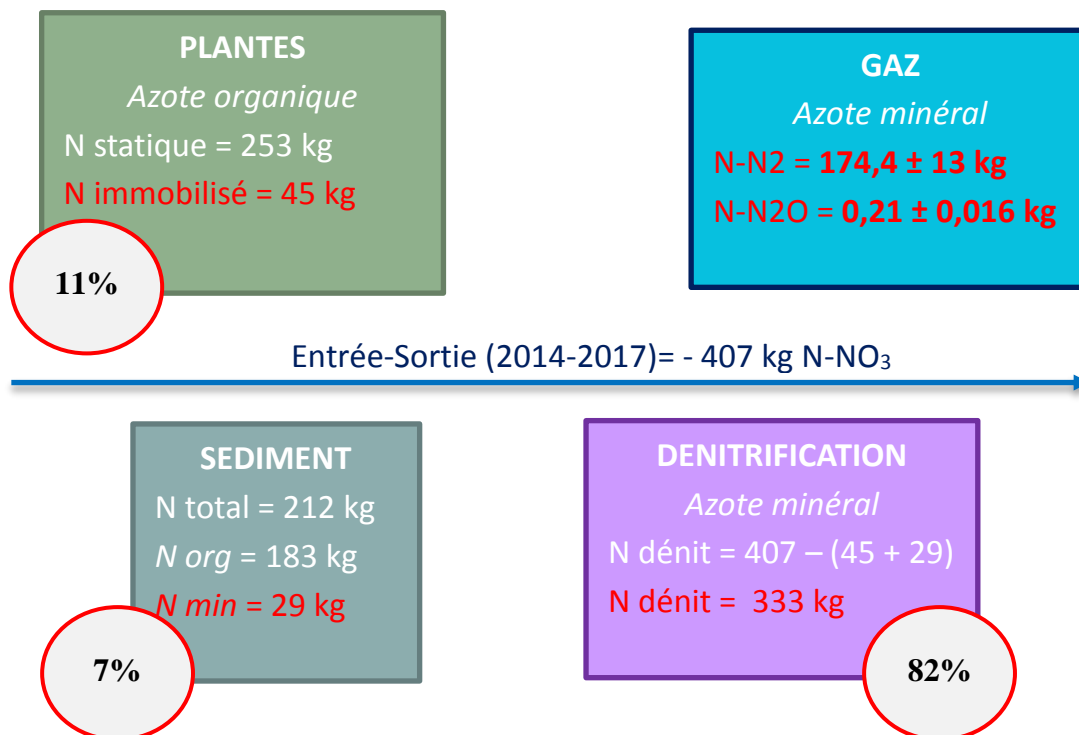 PLANTES
Azote organique
N statique = 253 kg
N immobilisé = 45 kg
11%
GAZ
Azote minéral
N-N2 = 174,4 ± 13 kg
N-N2O = 0,21 ± 0,016 kg
Entrée-Sortie (2014-2017)= - 407 kg N-NO₃
SEDIMENT
N total = 212 kg
N org = 183 kg
N min = 29 kg
7%
DENITRIFICATION
Azote minéral
N dénit = 407 – (45 + 29)
N dénit = 333 kg
82%